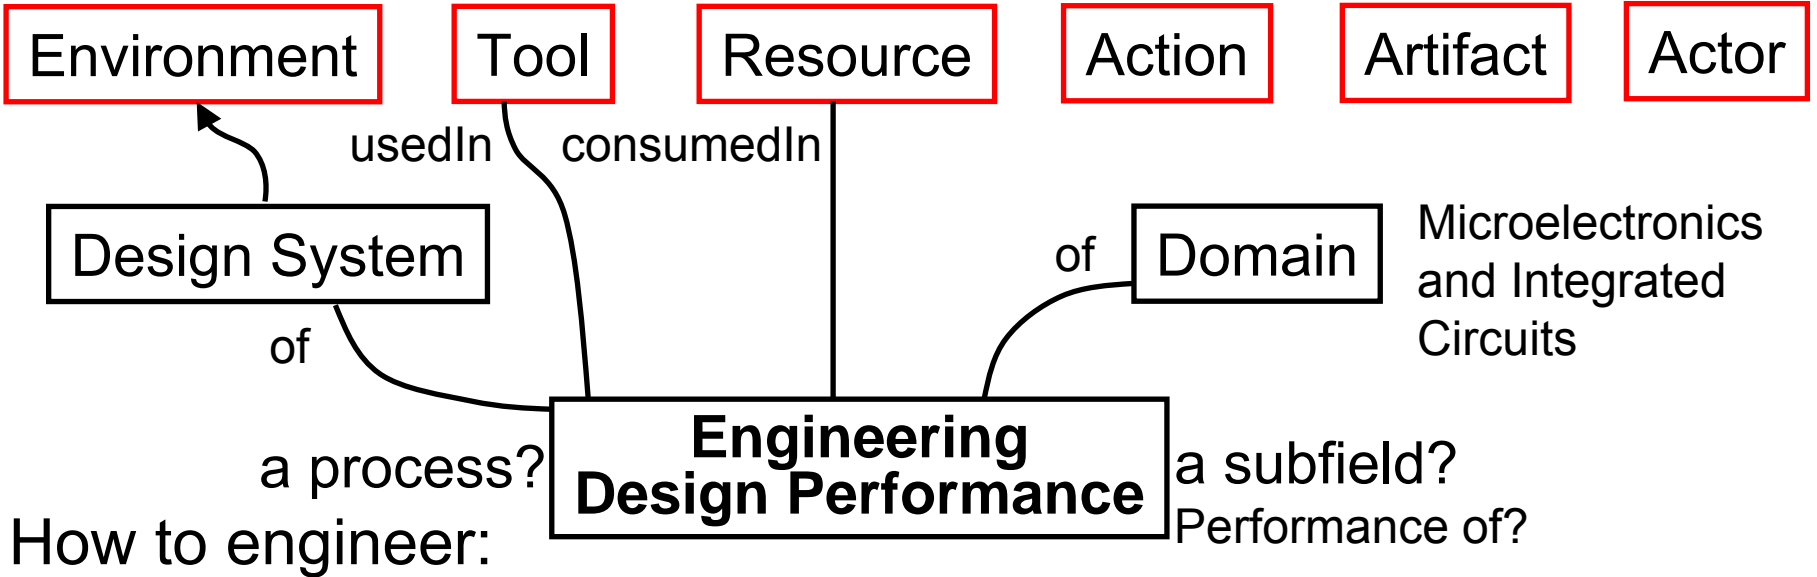 Environment
Tool
Resource
Action
Artifact
Actor
usedIn
consumedIn
Design System
of
Domain
Microelectronics
and Integrated
Circuits
of
Engineering
Design Performance
a process?
a subfield?
Performance of?
How to engineer: